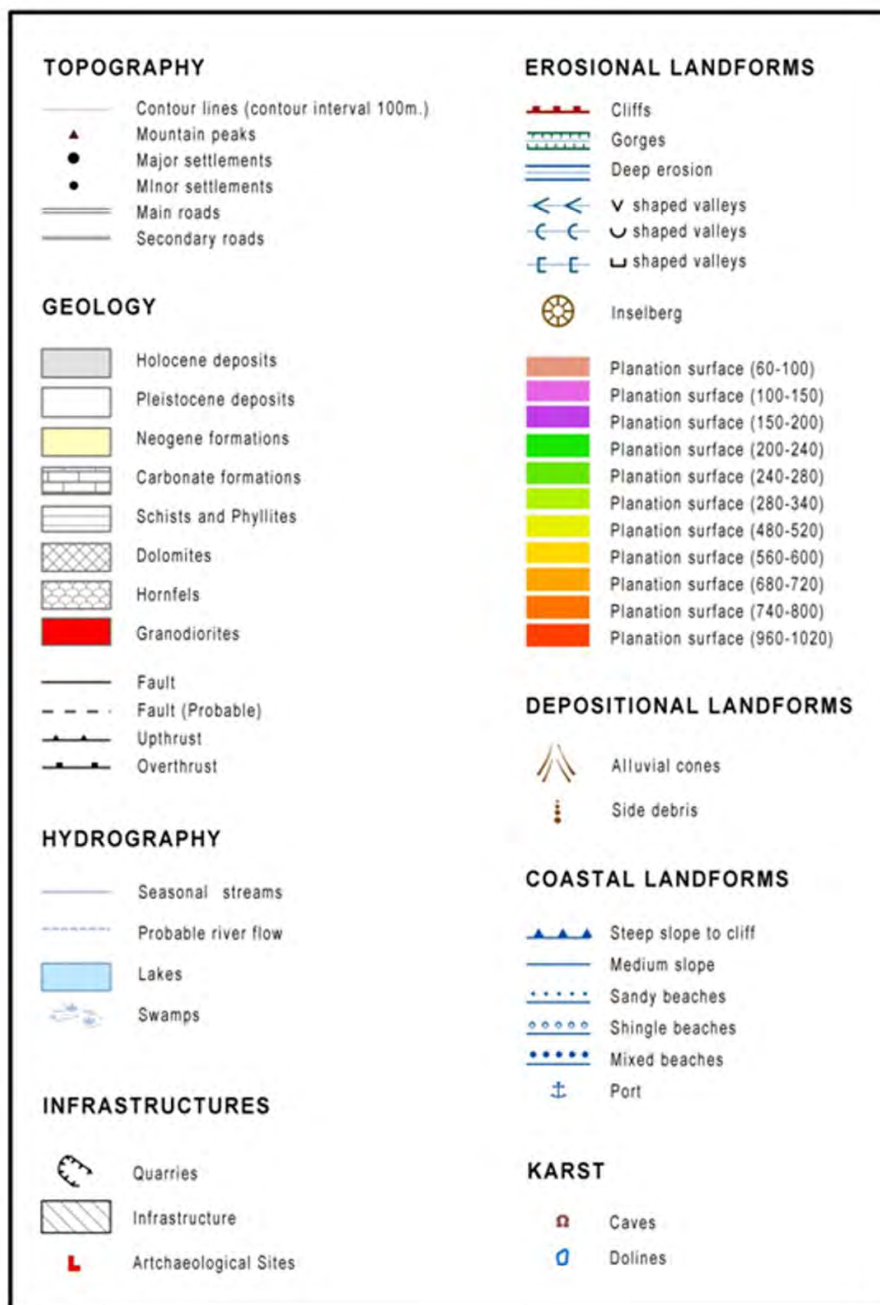 TOPOGRAPHY
Contour lines (contour interval 100m.)
Mountain peaks
Major settlements
MInor settlements
Main roads
Secondary roads
GEOLOGY
Holocene deposits
Pleistocene deposits
Neogene formations
Carbonate formations
Schists and Phyllites
Dolomites
Hornfels
Granodiorites
Fault
Fault (Probable)
Upthrust
Overthrust
HYDROGRAPHY
Seasonal streams
Probable river flow
Lakes
Swamps
INFRASTRUCTURES
Quarries
Infrastructure
Artchaeological Sites
EROSIONAL LANDFORMS
Cliffs
Gorges
Deep erosion
V shaped valleys
shaped valleys
shaped valleys
Inselberg
Planation surface (60-100)
Planation surface (100-150)
Planation surface (150-200)
Planation surface (200-240)
Planation surface (240-280)
Planation surface (280-340)
Planation surface (480-520)
Planation surface (560-600)
Planation surface (680-720)
Planation surface (740-800)
Planation surface (960-1020)
DEPOSITIONAL LANDFORMS
Alluvial cones
Side debris
COASTAL LANDFORMS
Steep slope to cliff
Medium slope
Sandy beaches
Shingle beaches
Mixed beaches
Port
KARST
Caves
Dolines